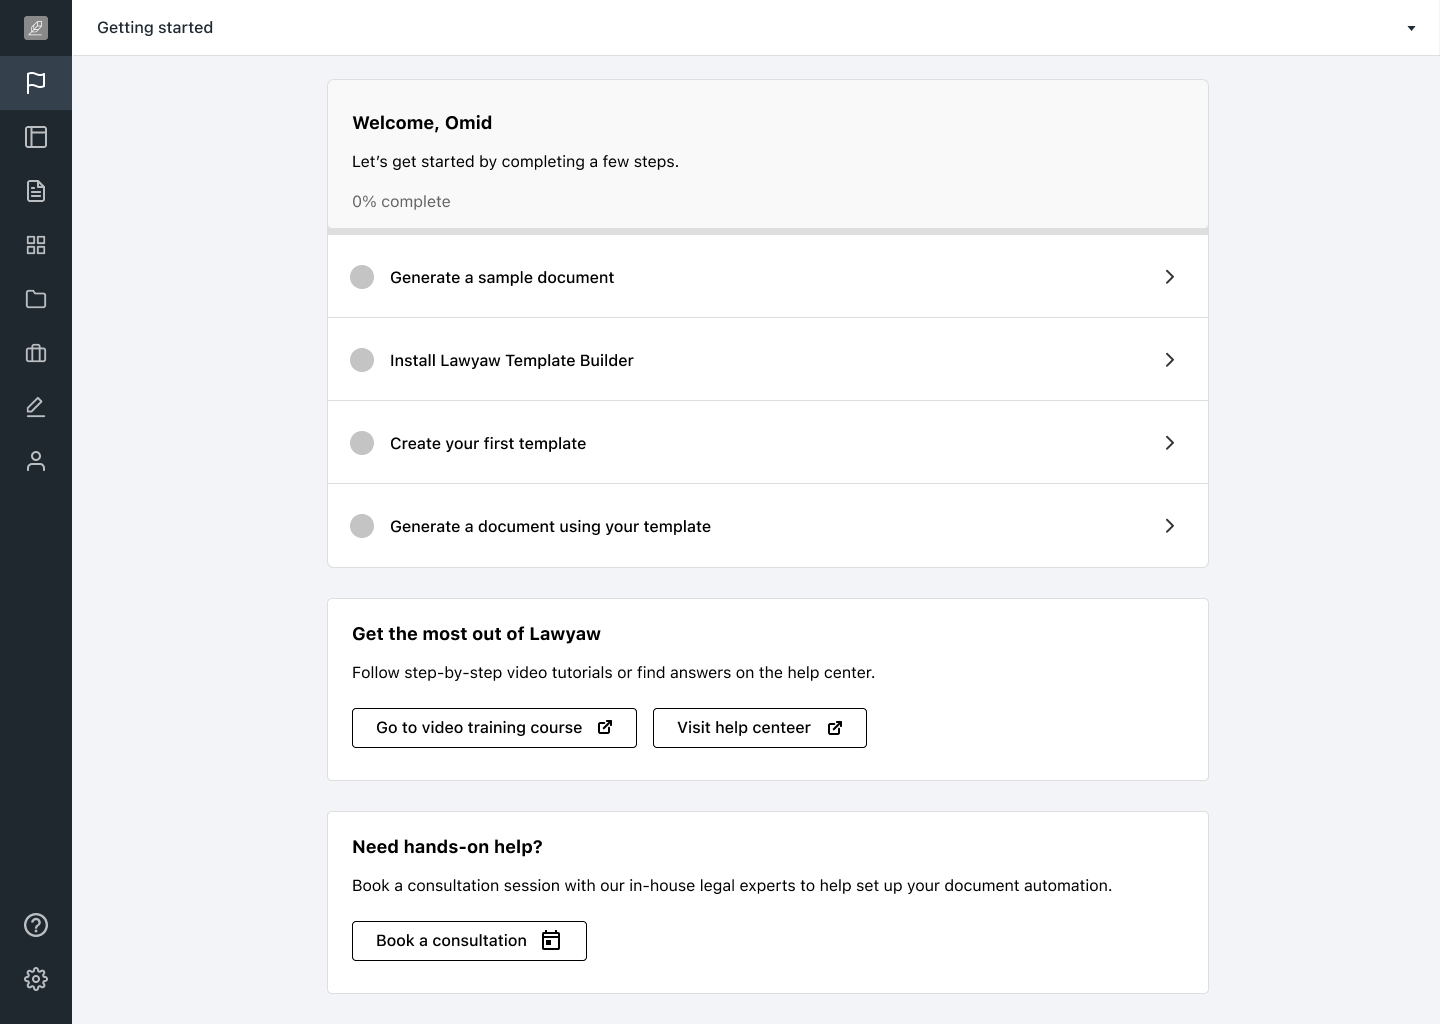 Getting started
Welcome, Omid
Let’s get started by completing a few steps.
0% complete
Generate a sample document
Install Lawyaw Template Builder
Create your first template
Generate a document using your template
Get the most out of Lawyaw
Follow step-by-step video tutorials or find answers on the help center.
Go to video training course
Visit help centeer
Need hands-on help?
Book a consultation session with our in-house legal experts to help set up your document automation.
Book a consultation